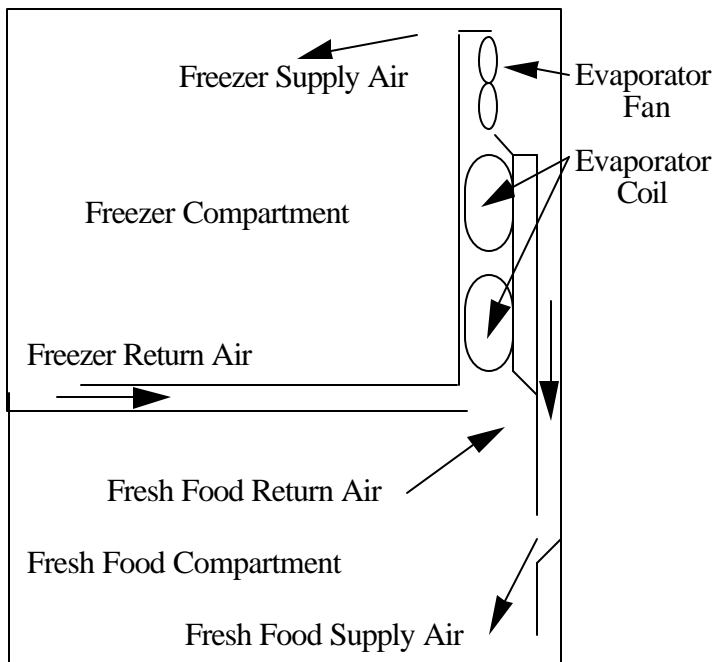 Freezer Supply Air
Evaporator
Fan
Evaporator
Coil
Freezer Compartment
Freezer Return Air
Fresh Food Return Air
Fresh Food Compartment
Fresh Food Supply Air